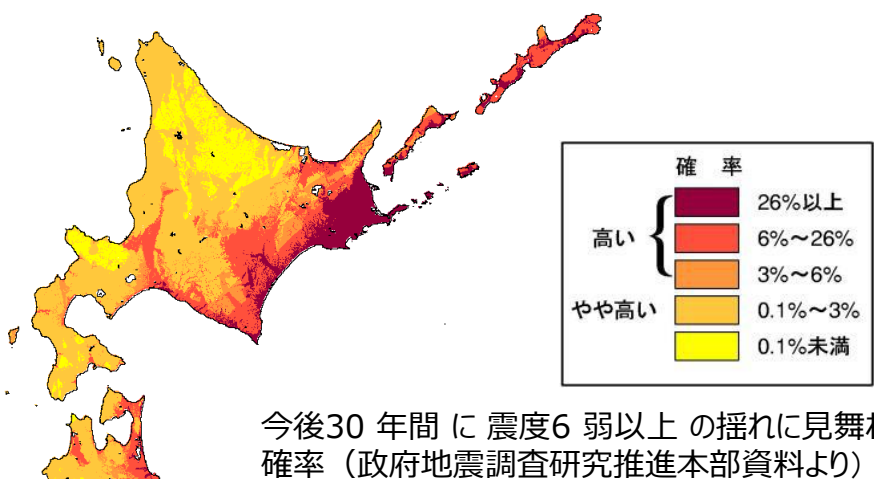 確 率
26%以上
高い
6%～26%
3%～6%
やや高い
0.1%～3%
0.1%未満
今後30 年間 に 震度6 弱以上 の揺れに見舞
確率（政府地震調査研究推進本部資料より）